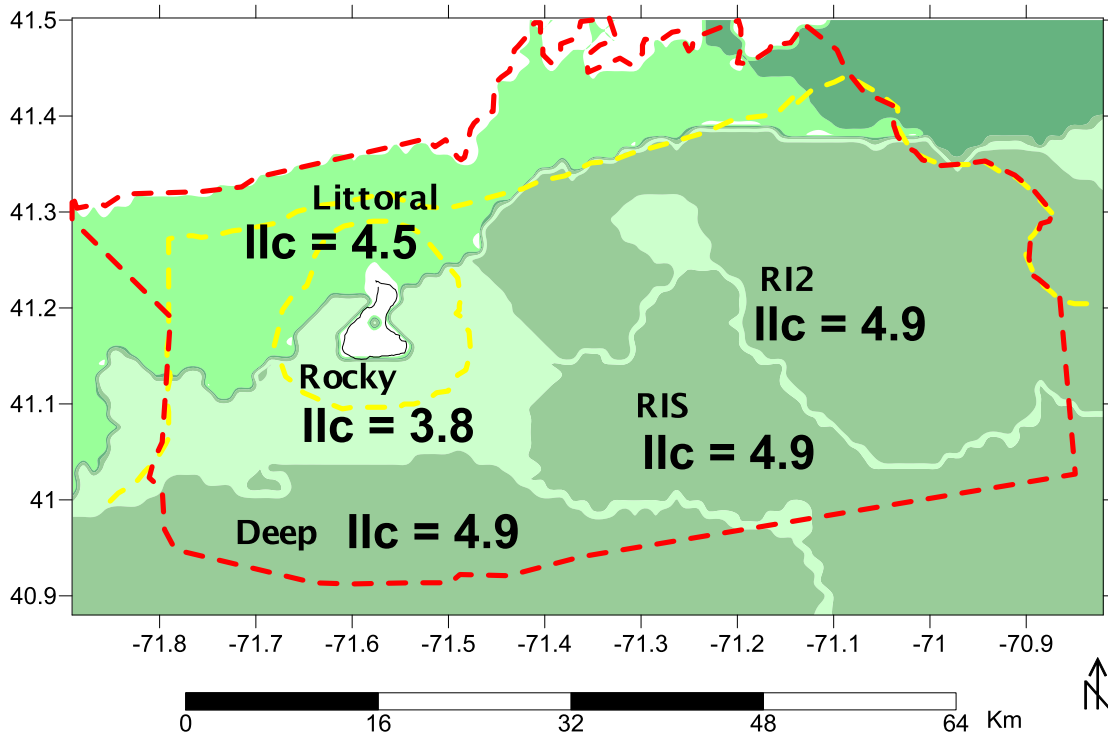 41.5
41.4
41.3
41.2
41.1
41
40.9
Littoral
IIc = 4.5
RI2
IIc = 4.9
Rocky
IIc = 3.8
RIS
IIc = 4.9
Deep IIc = 4.9
-71.8 -71.7 -71.6 -71.5 -71.4 -71.3 -71.2 -71.1 -71 -70.9
0 16 32 48 64 Km
N